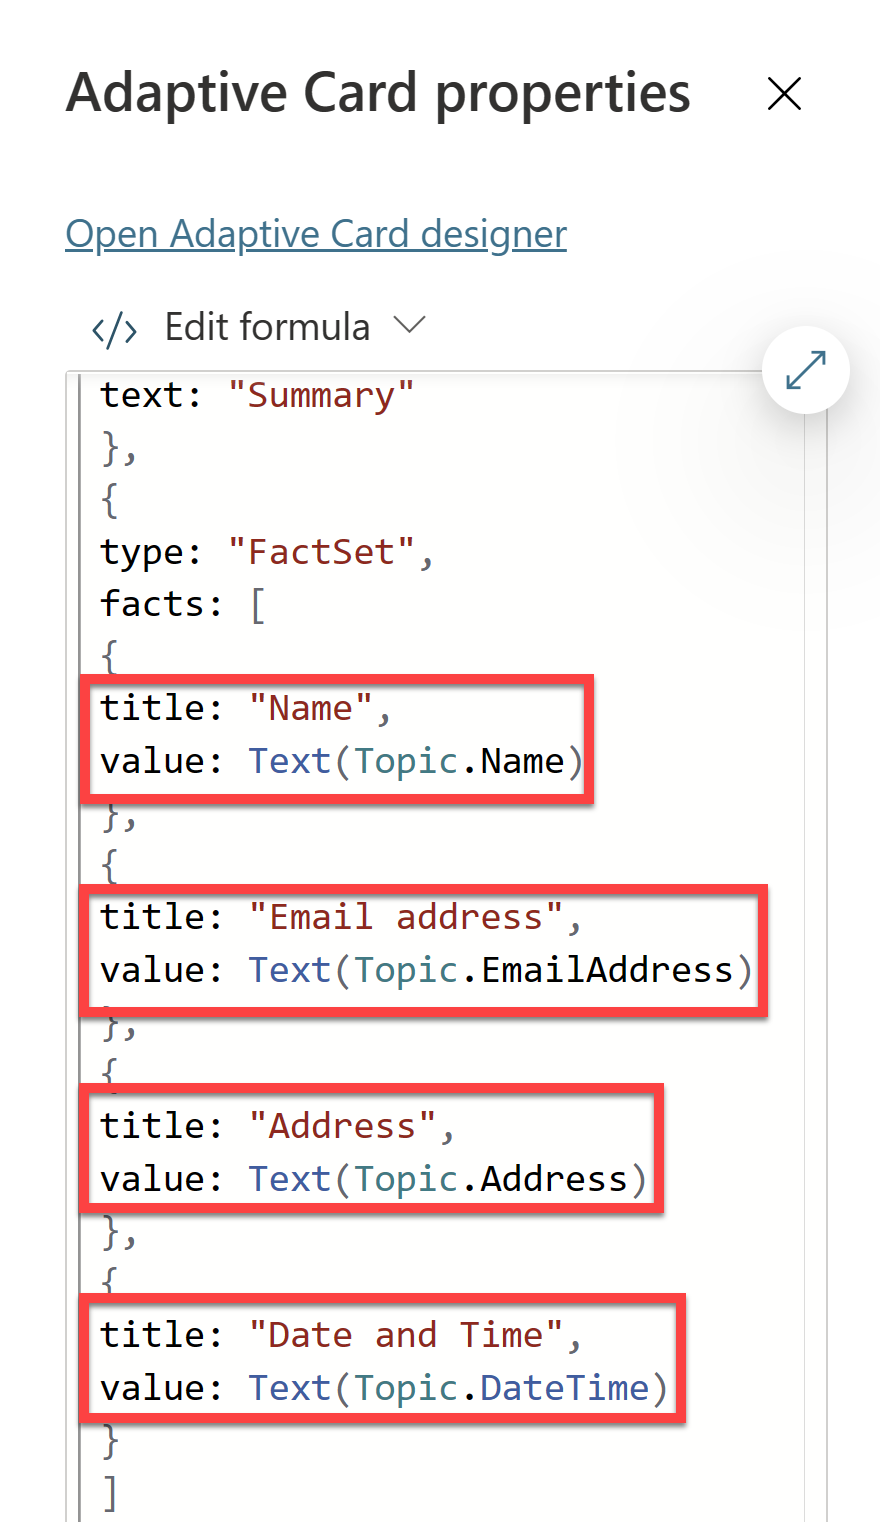 Adaptive Card properties
Open Adaptive Card designer
</> Edit formula
text: "Summary"
},
{
type: "FactSet",
facts: [
{
title: "Name",
value: Text(Topic.Name)
},
{
title: "Email address",
value: Text(Topic.EmailAddress)
},
{
title: "Address",
value: Text(Topic.Address)
},
{
title: "Date and Time",
value: Text(Topic.DateTime)
}
]